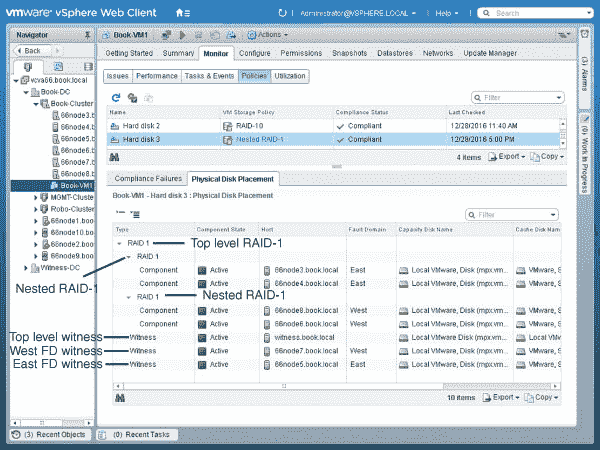 vmware® vSphere Web Client
Administrator@VSPHERE.LOCAL
Help
Search
Navigator
Back
vcva66.book.local
Book-DC
Book-Cluster
66node3.b
66node4.b
66node5.b
66node6.b
66node7.b
66node8.b
Book-VM1
MGMT-Cluster
Robo-Cluster
66node1.book
66node10.boo
66node2.book
66node9.boo
Witness-DC
Book-VM1
Actions
Getting Started Summary Monitor Configure Permissions Snapshots Datastores Networks Update Manager
Issues Performance Tasks & Events Policies Utilization
Filter
Name VM Storage Policy Compliance Status Last Checked
Hard disk 2 RAID-10 Compliant 12/28/2016 11:40 AM
Hard disk 3 Nested RAID-1 Compliant 12/28/2016 5:00 PM
4 items Export Copy
Compliance Failures Physical Disk Placement
Book-VM1 - Hard disk 3 : Physical Disk Placement
Filter
Type Component State Host Fault Domain Capacity Disk Name Cache Disk Name
RAID 1 Top level RAID-1
RAID 1
Component Active 66node3.book.local East Local VMware, Disk (mpx.vm... VMware, S
Component Active 66node4.book.local East Local VMware, Disk (mpx.vm... VMware, S
Nested RAID-1
RAID 1 Nested RAID-1
Component Active 66node8.book.local West Local VMware, Disk (mpx.vm... VMware, S
Component Active 66node6.book.local West Local VMware, Disk (mpx.vm... VMware, S
Top level witness Witness Active witness.book.local Local VMware Disk (mpx.vm... VMware, S
West FD witness Witness Active 66node7.book.local West Local VMware, Disk (mpx.vm... VMware, S
East FD witness Witness Active 66node5.book.local East Local VMware, Disk (mpx.vm... VMware, S
10 items Export Copy
(3) Recent Objects (0) Recent Tasks
(3) Alarms
(0) Work In Progress